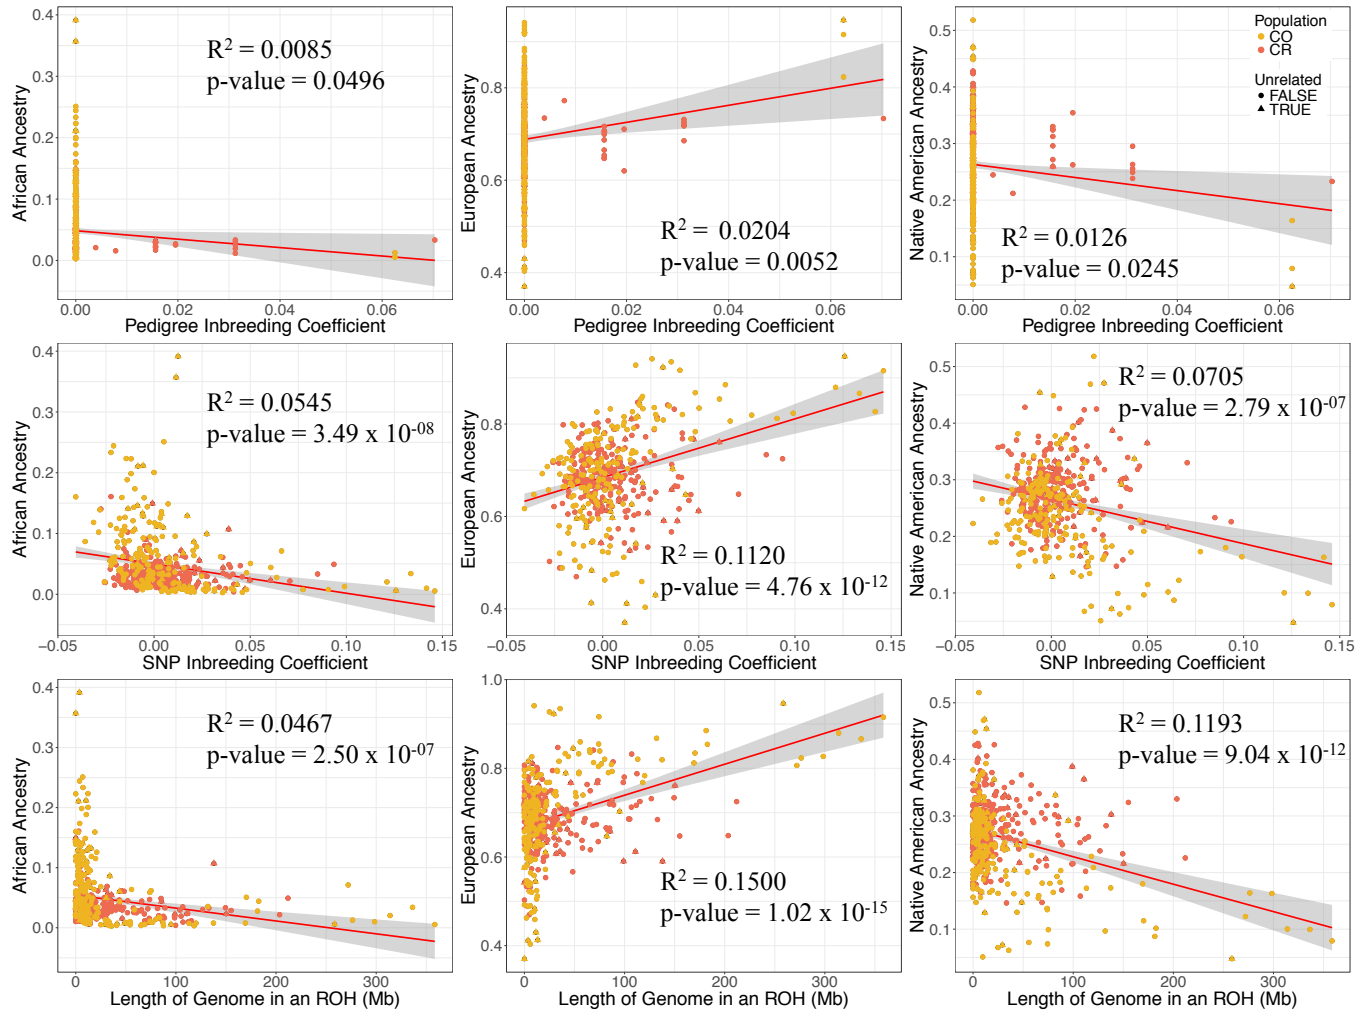 0.4
0.3
0.2
0.1
0.0
African Ancestry
R² = 0.0085
p-value = 0.0496
0.00
0.02
0.04
0.06
Pedigree Inbreeding Coefficient
0.8
0.6
0.4
European Ancestry
R² = 0.0204
p-value = 0.0052
0.00
0.02
0.04
0.06
Pedigree Inbreeding Coefficient
0.5
0.4
0.3
0.2
0.1
Native American Ancestry
Population
CO
CR
Unrelated
FALSE
TRUE
R² = 0.0126
p-value = 0.0245
0.00
0.02
0.04
0.06
Pedigree Inbreeding Coefficient
0.4
0.3
0.2
0.1
0.0
African Ancestry
R² = 0.0545
p-value = 3.49 x 10⁻⁰⁸
−0.05
0.00
0.05
0.10
0.15
SNP Inbreeding Coefficient
0.8
0.6
0.4
European Ancestry
R² = 0.1120
p-value = 4.76 x 10⁻¹²
−0.05
0.00
0.05
0.10
0.15
SNP Inbreeding Coefficient
0.5
0.4
0.3
0.2
0.1
Native American Ancestry
R² = 0.0705
p-value = 2.79 x 10⁻⁰⁷
−0.05
0.00
0.05
0.10
0.15
SNP Inbreeding Coefficient
0.4
0.3
0.2
0.1
0.0
African Ancestry
R² = 0.0467
p-value = 2.50 x 10⁻⁰⁷
0
100
200
300
Length of Genome in an ROH (Mb)
1.0
0.8
0.6
0.4
European Ancestry
R² = 0.1500
p-value = 1.02 x 10⁻¹⁵
0
100
200
300
Length of Genome in an ROH (Mb)
0.5
0.4
0.3
0.2
0.1
Native American Ancestry
R² = 0.1193
p-value = 9.04 x 10⁻¹²
0
100
200
300
Length of Genome in an ROH (Mb)